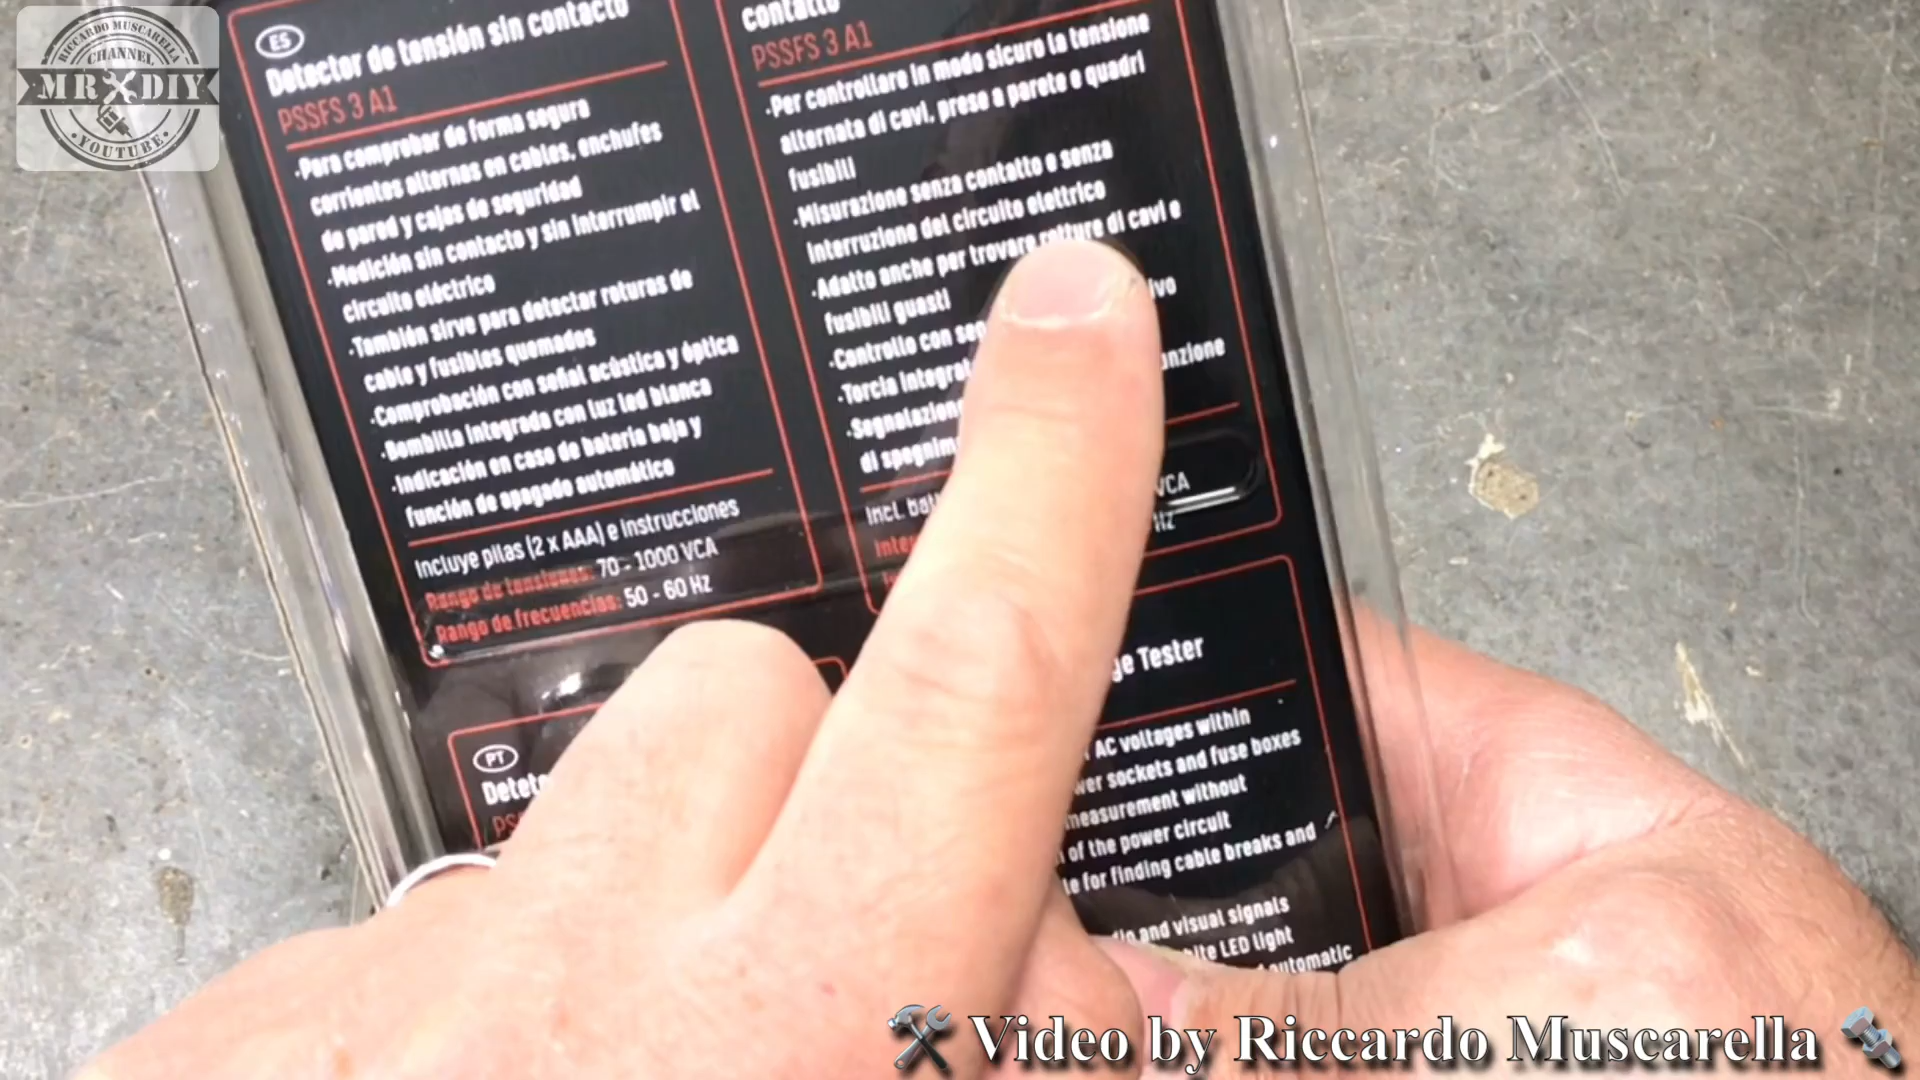 RICCARDO MUSCARELLA
CHANNEL
MR DIY
YOUTUBE
ES
Detector de tensión sin contacto
PSSFS 3 A1
·Para comprobar de forma segura
corrientes alternas en cables, enchufes
de pared y cajas de seguridad
·Medición sin contacto y sin interrumpir el
circuito eléctrico
·También sirve para detectar roturas de
cable y fusibles quemados
·Comprobación con señal acústica y óptica
·Bombilla integrada con luz led blanca
·Indicación en caso de batería baja y
función de apagado automático
Incluye pilas (2 x AAA) e instrucciones
Rango de tensiones: 70 - 1000 VCA
Rango de frecuencias: 50 - 60 Hz
contatto
PSSFS 3 A1
·Per controllare in modo sicuro la tensione
alternata di cavi, prese a parete e quadri
fusibili
·Misurazione senza contatto e senza
interruzione del circuito elettrico
·Adatto anche per trovare rotture di cavi e
fusibili guasti
·Controllo con
·Torcia
·Segnalazione
di
Incl.
VCA
Hz
PT
Tester
AC voltages within
sockets and fuse boxes
measurement without
of the power circuit
for finding cable breaks and
and visual signals
LED light
automatic
Video by Riccardo Muscarella